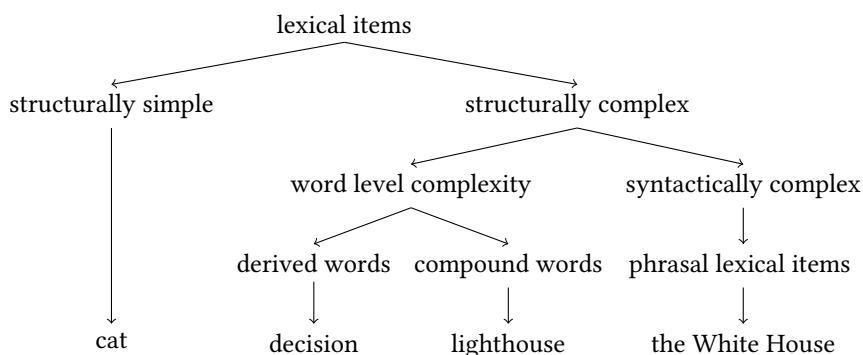 lexical items
structurally simple structurally complex
word level complexity syntactically complex
derived words compound words phrasal lexical items
cat decision lighthouse the White House